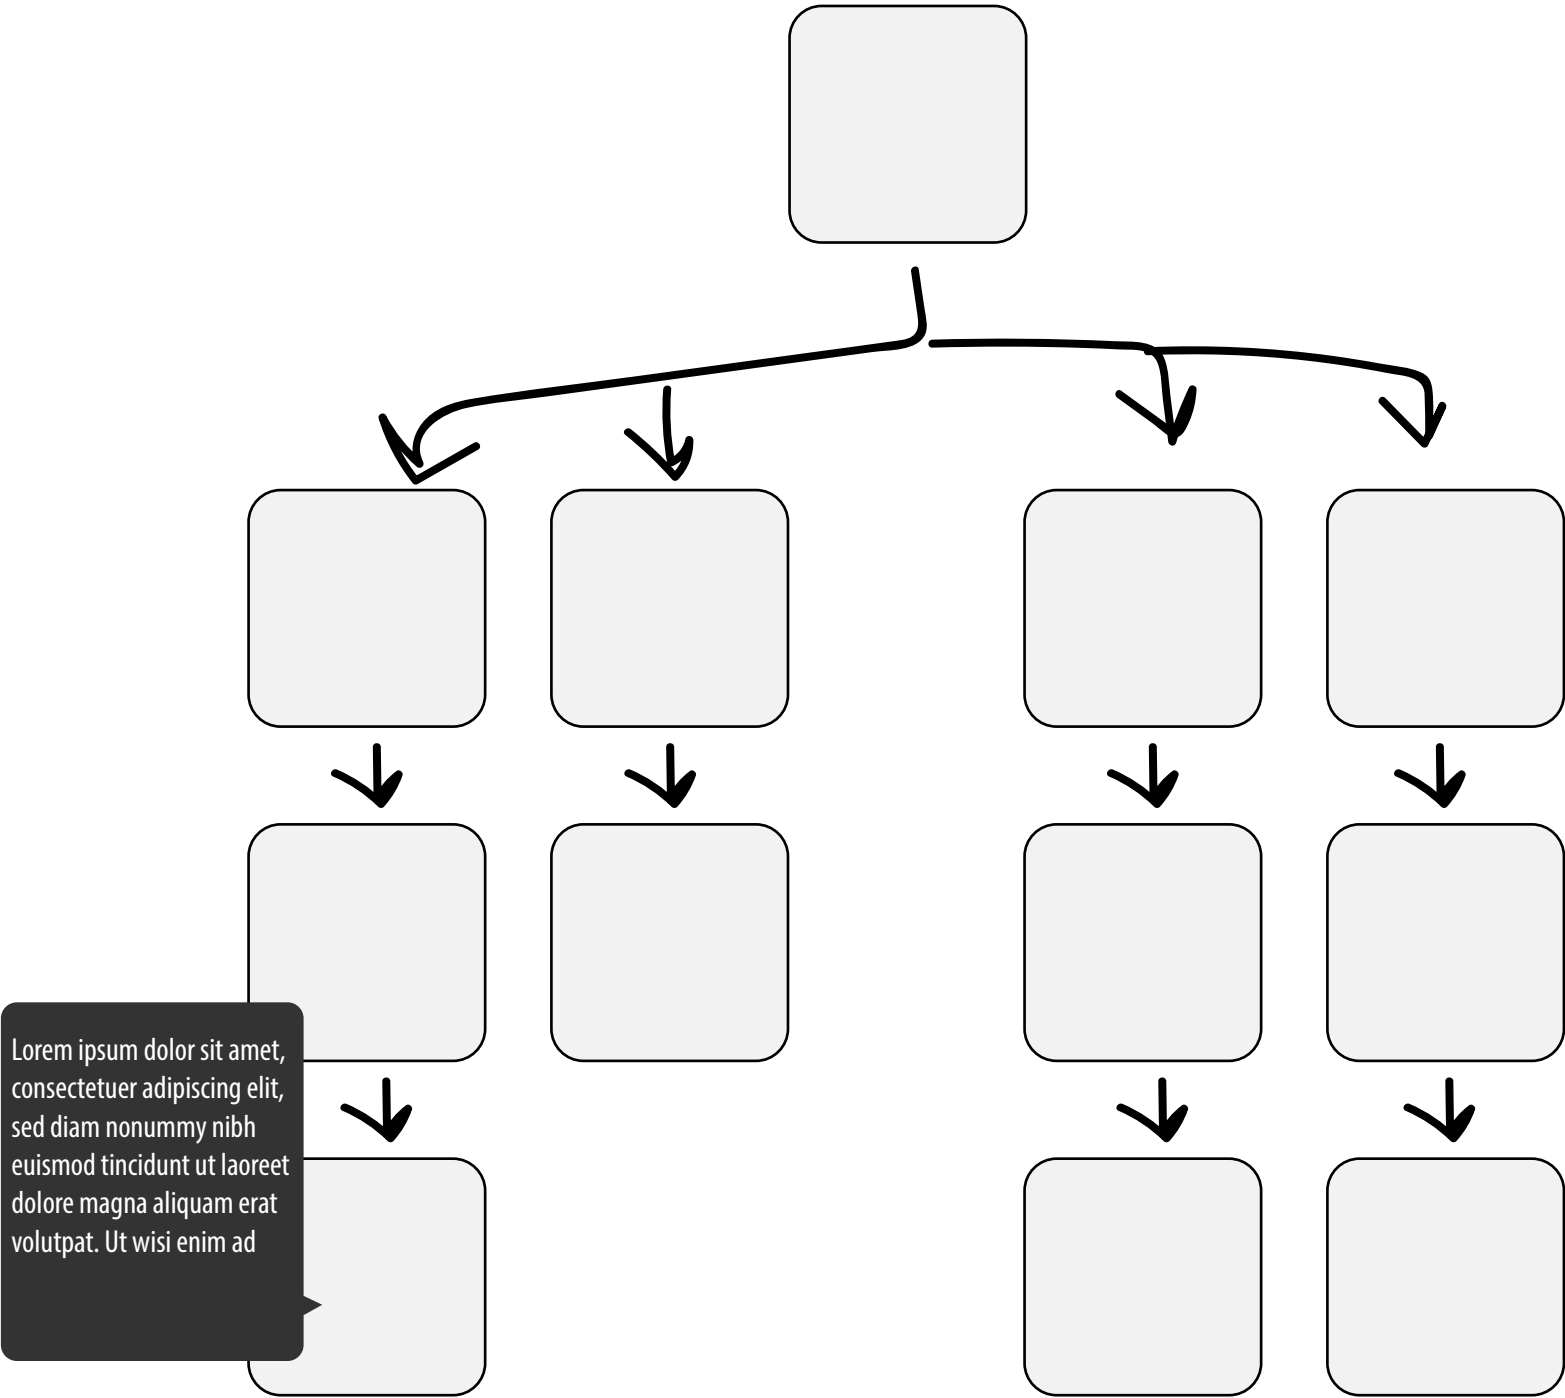 Lorem ipsum dolor sit amet,
consectetuer adipiscing elit,
sed diam nonummy nibh
euismod tincidunt ut laoreet
dolore magna aliquam erat
volutpat. Ut wisi enim ad